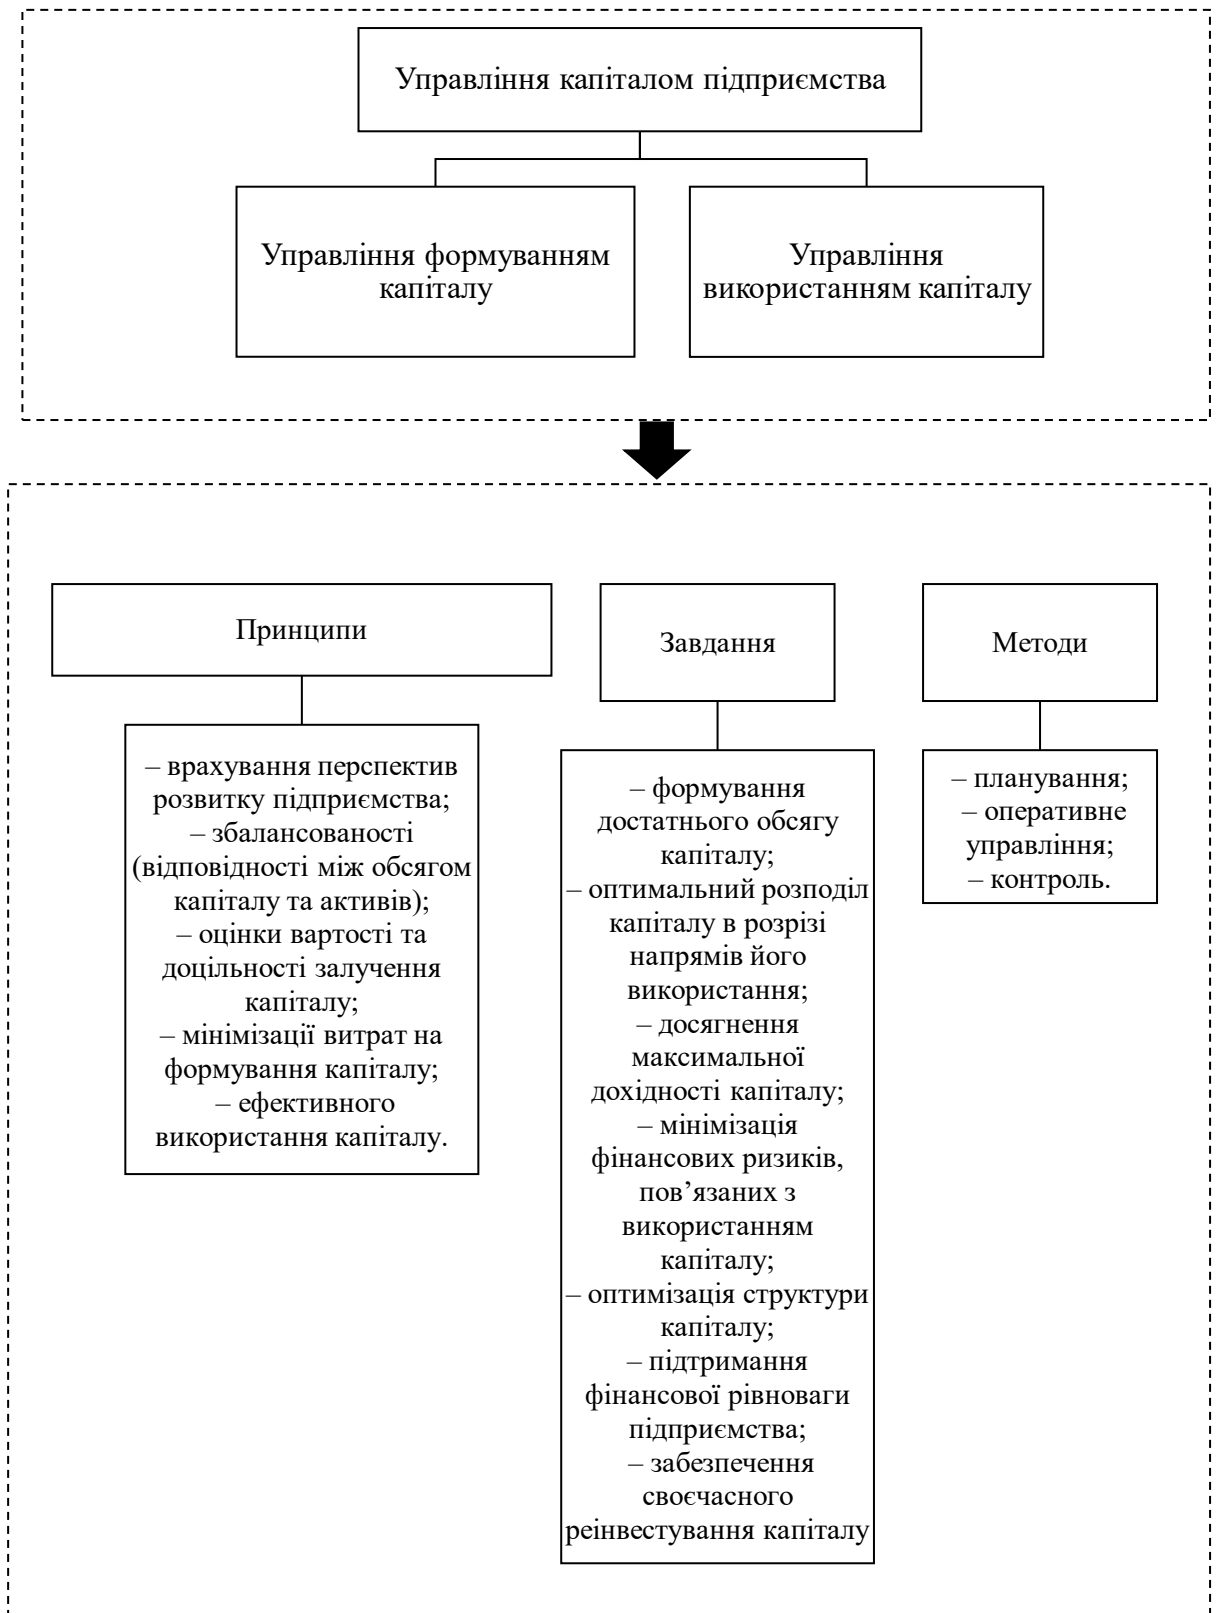 Управління капіталом підприємства
Управління формуванням
капіталу
Управління
використанням капіталу
Принципи
– врахування перспектив
розвитку підприємства;
– збалансованості
(відповідності між обсягом
капіталу та активів);
– оцінки вартості та
доцільності залучення
капіталу;
– мінімізації витрат на
формування капіталу;
– ефективного
використання капіталу.
Завдання
– формування
достатнього обсягу
капіталу;
– оптимальний розподіл
капіталу в розрізі
напрямів його
використання;
– досягнення
максимальної
дохідності капіталу;
– мінімізація
фінансових ризиків,
пов’язаних з
використанням
капіталу;
– оптимізація структури
капіталу;
– підтримання
фінансової рівноваги
підприємства;
– забезпечення
своєчасного
реінвестування капіталу
Методи
– планування;
– оперативне
управління;
– контроль.